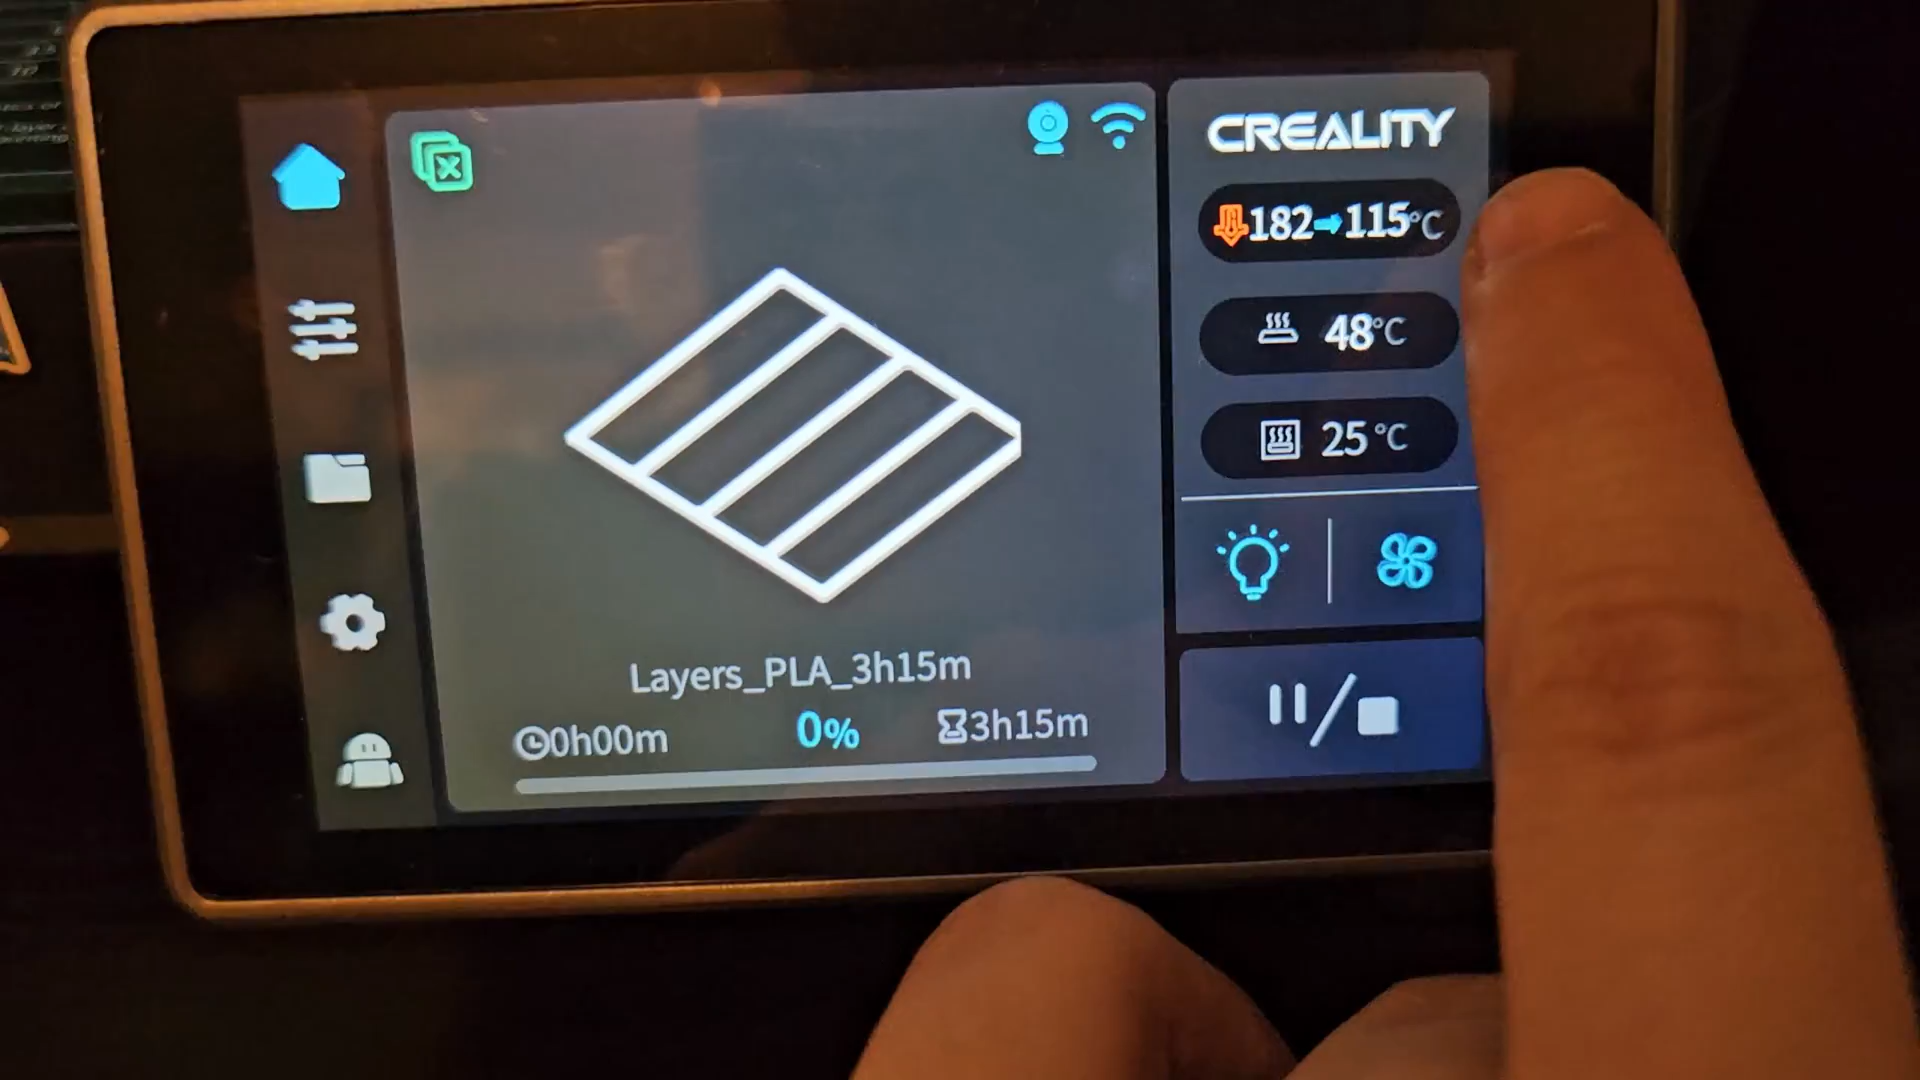 CREALITY
182➡115°C
48°C
25°C
Layers_PLA_3h15m
0h00m 0% 3h15m